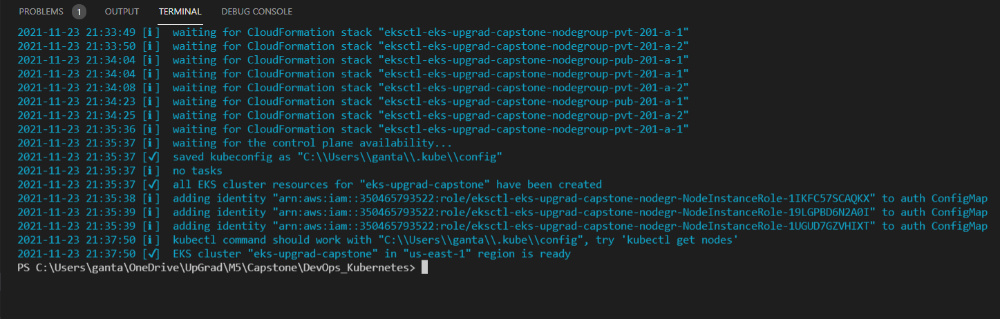 PROBLEMS 1 OUTPUT TERMINAL DEBUG CONSOLE
2021-11-23 21:33:49 [ℹ]  waiting for CloudFormation stack "eksctl-eks-upgrad-capstone-nodegroup-pvt-201-a-1"
2021-11-23 21:33:50 [ℹ]  waiting for CloudFormation stack "eksctl-eks-upgrad-capstone-nodegroup-pvt-201-a-2"
2021-11-23 21:34:04 [ℹ]  waiting for CloudFormation stack "eksctl-eks-upgrad-capstone-nodegroup-pub-201-a-1"
2021-11-23 21:34:04 [ℹ]  waiting for CloudFormation stack "eksctl-eks-upgrad-capstone-nodegroup-pvt-201-a-1"
2021-11-23 21:34:08 [ℹ]  waiting for CloudFormation stack "eksctl-eks-upgrad-capstone-nodegroup-pvt-201-a-2"
2021-11-23 21:34:23 [ℹ]  waiting for CloudFormation stack "eksctl-eks-upgrad-capstone-nodegroup-pub-201-a-1"
2021-11-23 21:34:25 [ℹ]  waiting for CloudFormation stack "eksctl-eks-upgrad-capstone-nodegroup-pvt-201-a-2"
2021-11-23 21:35:36 [ℹ]  waiting for CloudFormation stack "eksctl-eks-upgrad-capstone-nodegroup-pvt-201-a-1"
2021-11-23 21:35:37 [ℹ]  waiting for the control plane availability...
2021-11-23 21:35:37 [✔]  saved kubeconfig as "C:\\Users\\ganta\\.kube\\config"
2021-11-23 21:35:37 [ℹ]  no tasks
2021-11-23 21:35:37 [✔]  all EKS cluster resources for "eks-upgrad-capstone" have been created
2021-11-23 21:35:38 [ℹ]  adding identity "arn:aws:iam::350465793522:role/eksctl-eks-upgrad-capstone-nodegr-NodeInstanceRole-1IKFC57SCAQKX" to auth ConfigMap
2021-11-23 21:35:39 [ℹ]  adding identity "arn:aws:iam::350465793522:role/eksctl-eks-upgrad-capstone-nodegr-NodeInstanceRole-19LGPBD6N2A0I" to auth ConfigMap
2021-11-23 21:35:39 [ℹ]  adding identity "arn:aws:iam::350465793522:role/eksctl-eks-upgrad-capstone-nodegr-NodeInstanceRole-1UGUD7GZVHIXT" to auth ConfigMap
2021-11-23 21:37:50 [ℹ]  kubectl command should work with "C:\\Users\\ganta\\.kube\\config", try 'kubectl get nodes'
2021-11-23 21:37:50 [✔]  EKS cluster "eks-upgrad-capstone" in "us-east-1" region is ready
PS C:\Users\ganta\OneDrive\UpGrad\M5\Capstone\DevOps_Kubernetes>